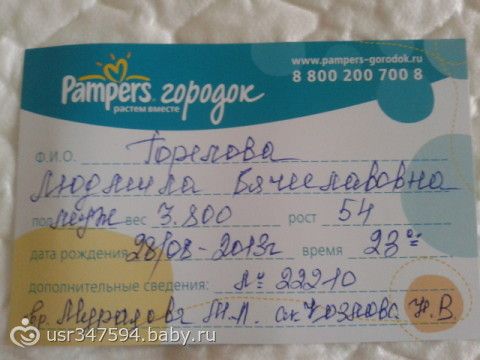 www.pampers-gorodok.ru
8 800 200 700 8
Pampers городок
растем вместе
Ф.И.О. Горелова
Людмила Вячеславовна
пол муж вес 3.800 рост 54
дата рождения 28/08-2013г время 23
дополнительные сведения: № 22210
вр. М.Л. ак Козлова Н.В
usr347594.baby.ru